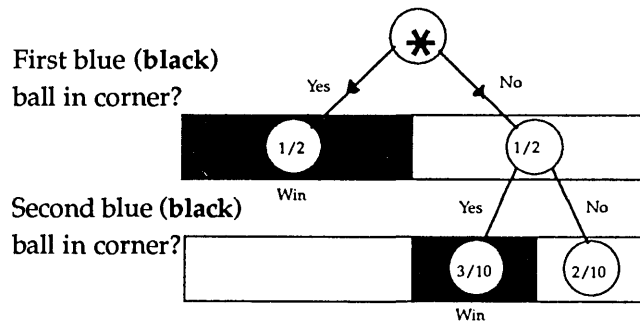 First blue (black)
ball in corner?
*
Yes
No
1/2
1/2
Win
Second blue (black)
ball in corner?
Yes
No
3/10
2/10
Win